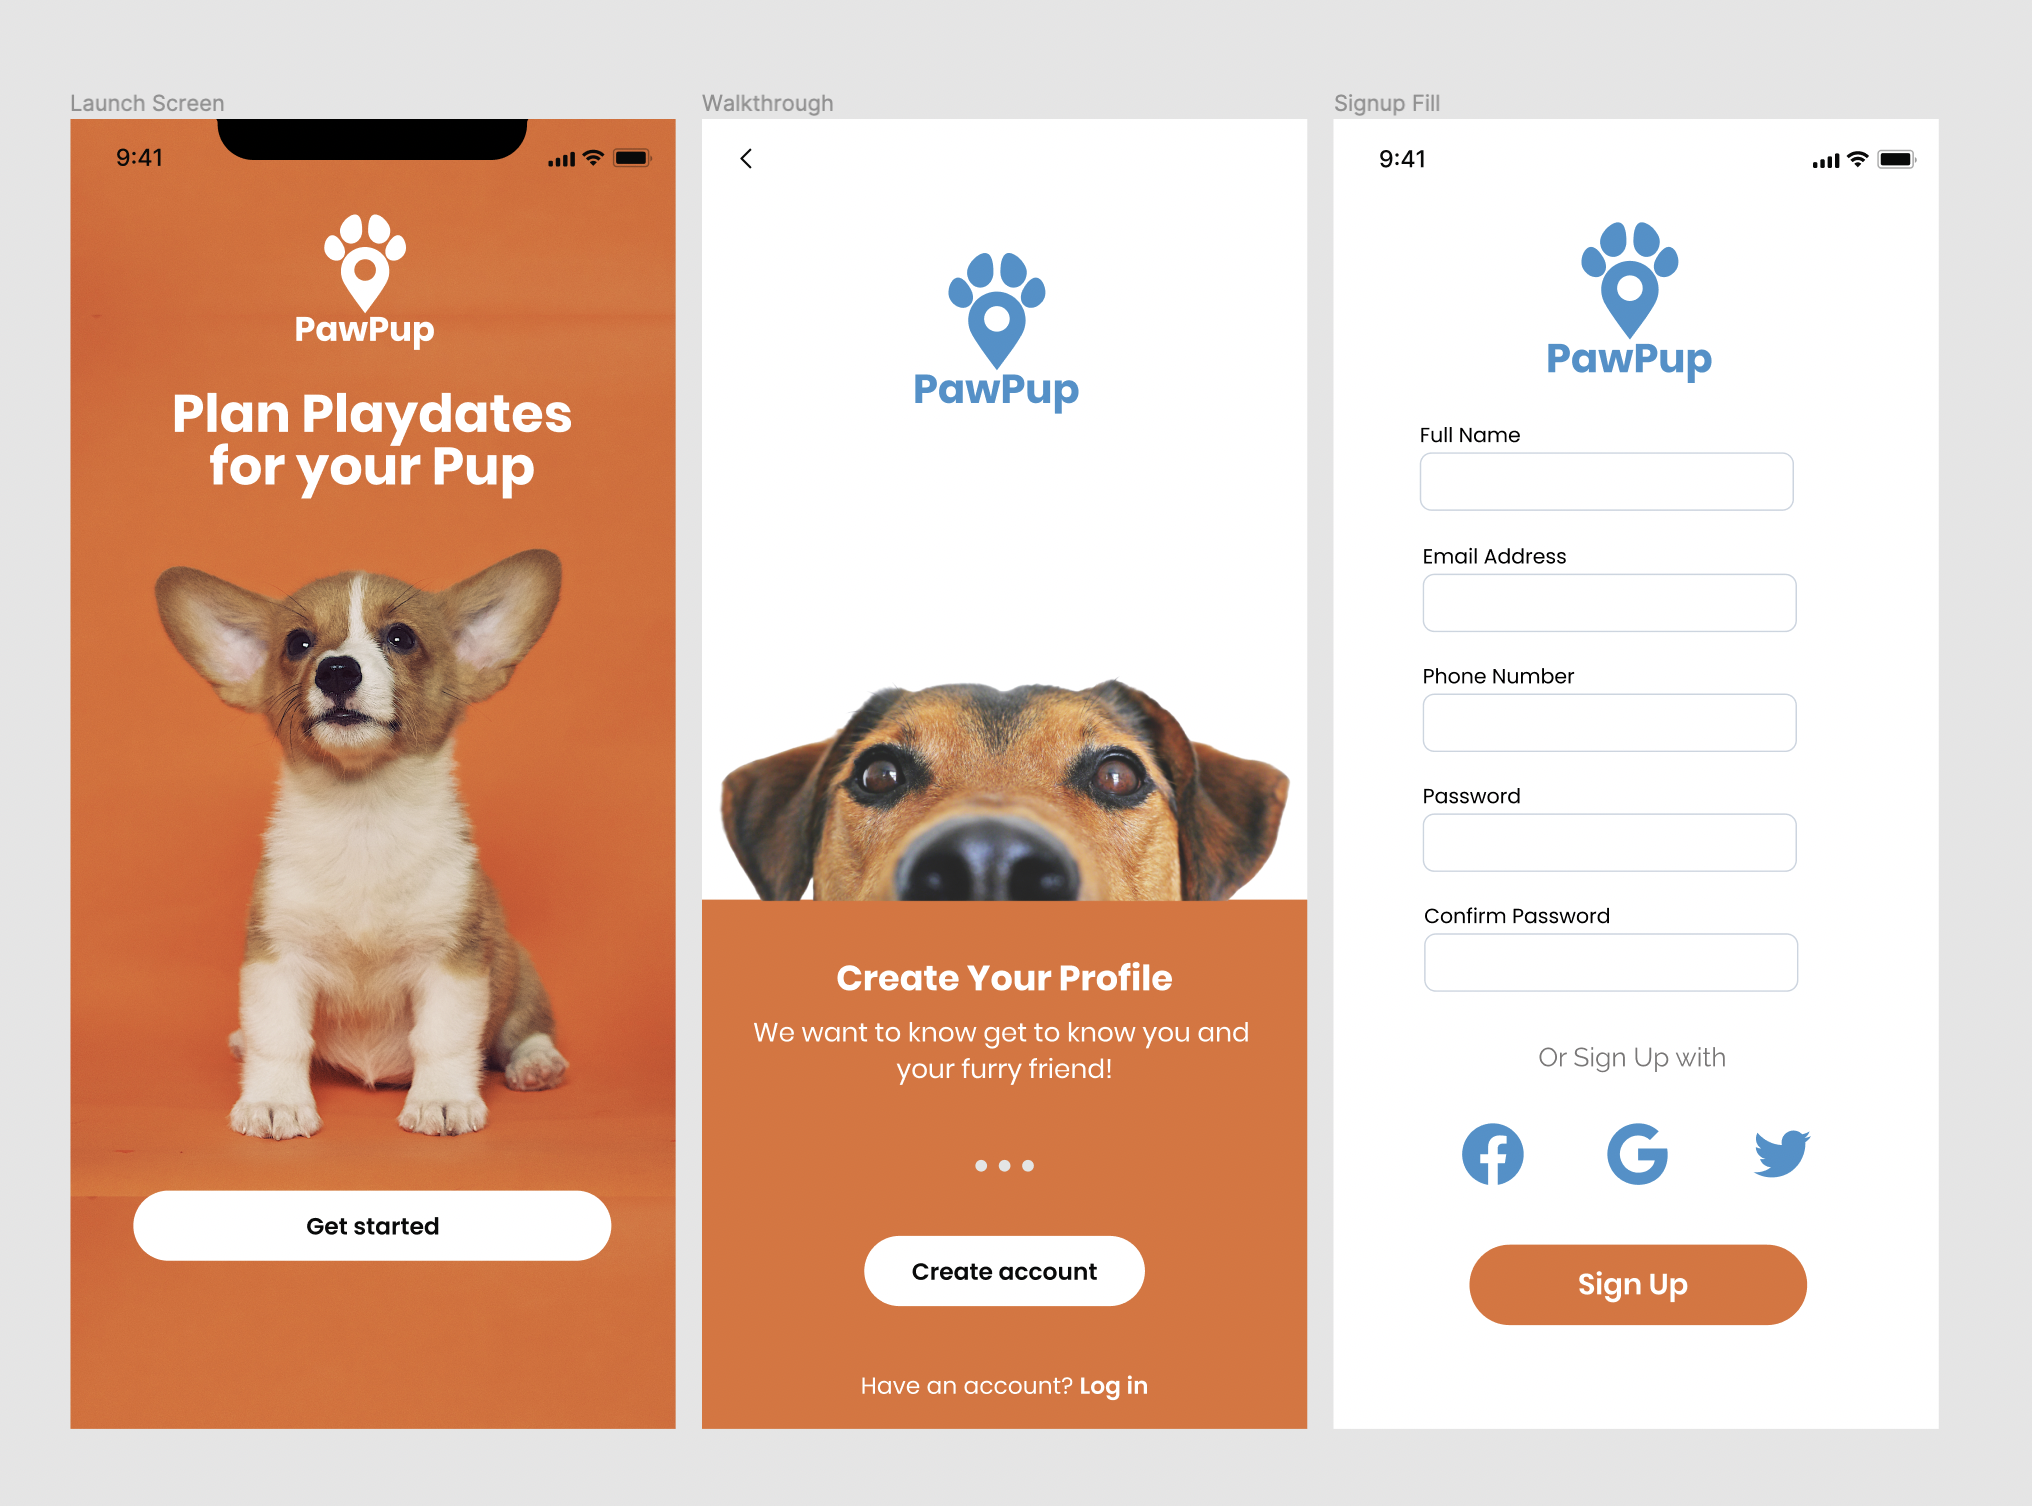 Launch Screen
9:41
PawPup
Plan Playdates
for your Pup
Get started
Walkthrough
PawPup
Create Your Profile
We want to know get to know you and
your furry friend!
Create account
Have an account? Log in
Signup Fill
9:41
PawPup
Full Name
Email Address
Phone Number
Password
Confirm Password
Or Sign Up with
Sign Up